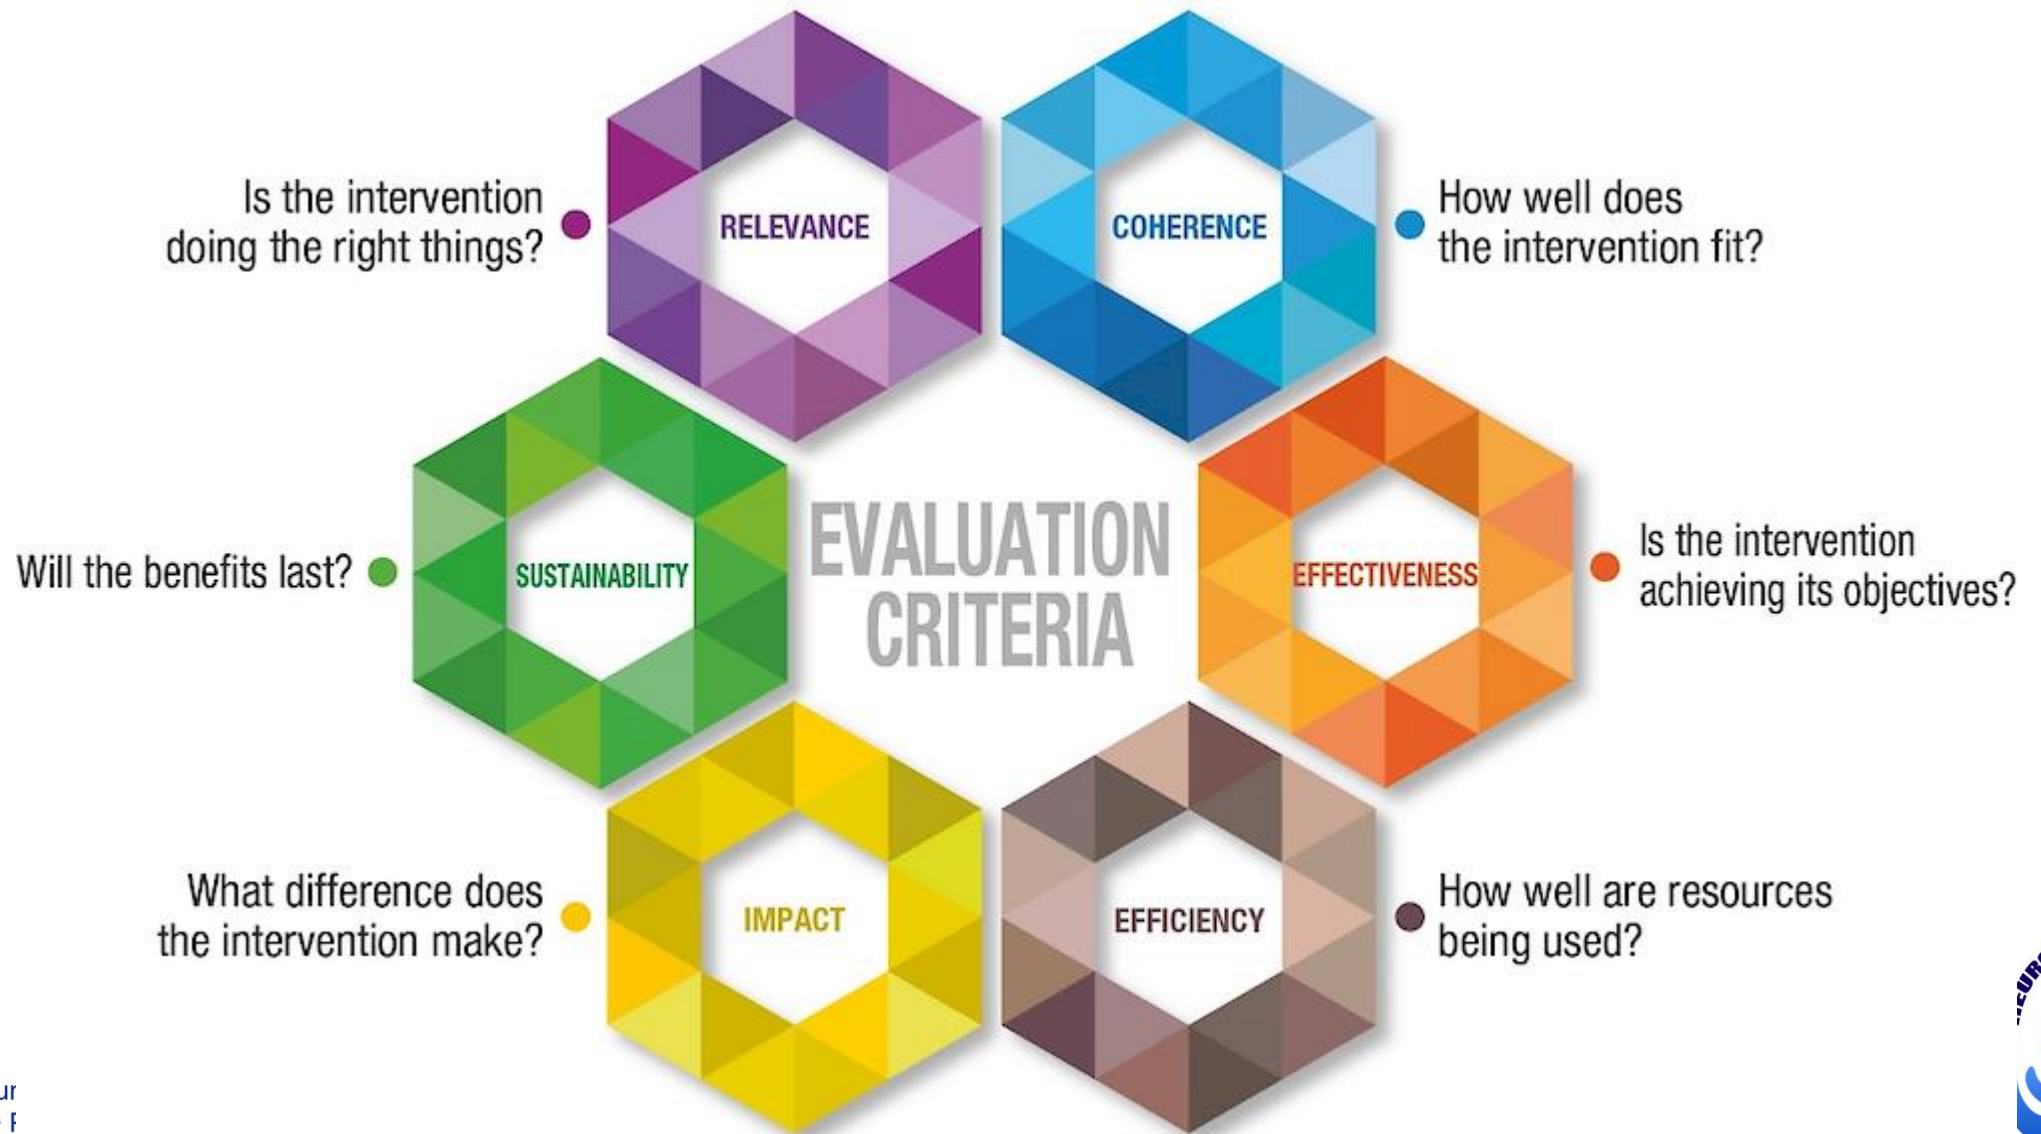 Is the intervention
doing the right things?
RELEVANCE
COHERENCE
How well does
the intervention fit?
Will the benefits last?
SUSTAINABILITY
EVALUATION
CRITERIA
EFFECTIVENESS
Is the intervention
achieving its objectives?
What difference does
the intervention make?
IMPACT
EFFICIENCY
How well are resources
being used?